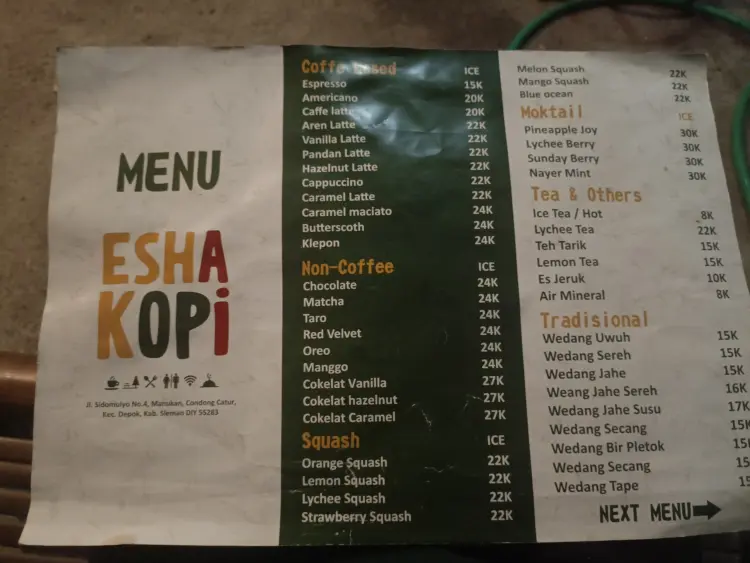 MENU
ESHA
KOPi
Jl. Sidomulyo No.4, Manukan, Condong Catur,
Kec. Depok, Kab. Sleman DIY 55283
Coffe Based ICE
Espresso 15K
Americano 20K
Caffe latte 20K
Aren Latte 22K
Vanilla Latte 22K
Pandan Latte 22K
Hazelnut Latte 22K
Cappuccino 22K
Caramel Latte 22K
Caramel maciato 24K
Butterscoth 24K
Klepon 24K
Non-Coffee ICE
Chocolate 24K
Matcha 24K
Taro 24K
Red Velvet 24K
Oreo 24K
Manggo 24K
Cokelat Vanilla 27K
Cokelat hazelnut 27K
Cokelat Caramel 27K
Squash ICE
Orange Squash 22K
Lemon Squash 22K
Lychee Squash 22K
Strawberry Squash 22K
Melon Squash 22K
Mango Squash 22K
Blue ocean 22K
Moktail ICE
Pineapple Joy 30K
Lychee Berry 30K
Sunday Berry 30K
Nayer Mint 30K
Tea & Others
Ice Tea / Hot 8K
Lychee Tea 22K
Teh Tarik 15K
Lemon Tea 15K
Es Jeruk 10K
Air Mineral 8K
Tradisional
Wedang Uwuh 15K
Wedang Sereh 15K
Wedang Jahe 15K
Weang Jahe Sereh 16K
Wedang Jahe Susu 17K
Wedang Secang 15K
Wedang Bir Pletok 15
Wedang Secang 15
Wedang Tape 15
NEXT MENU